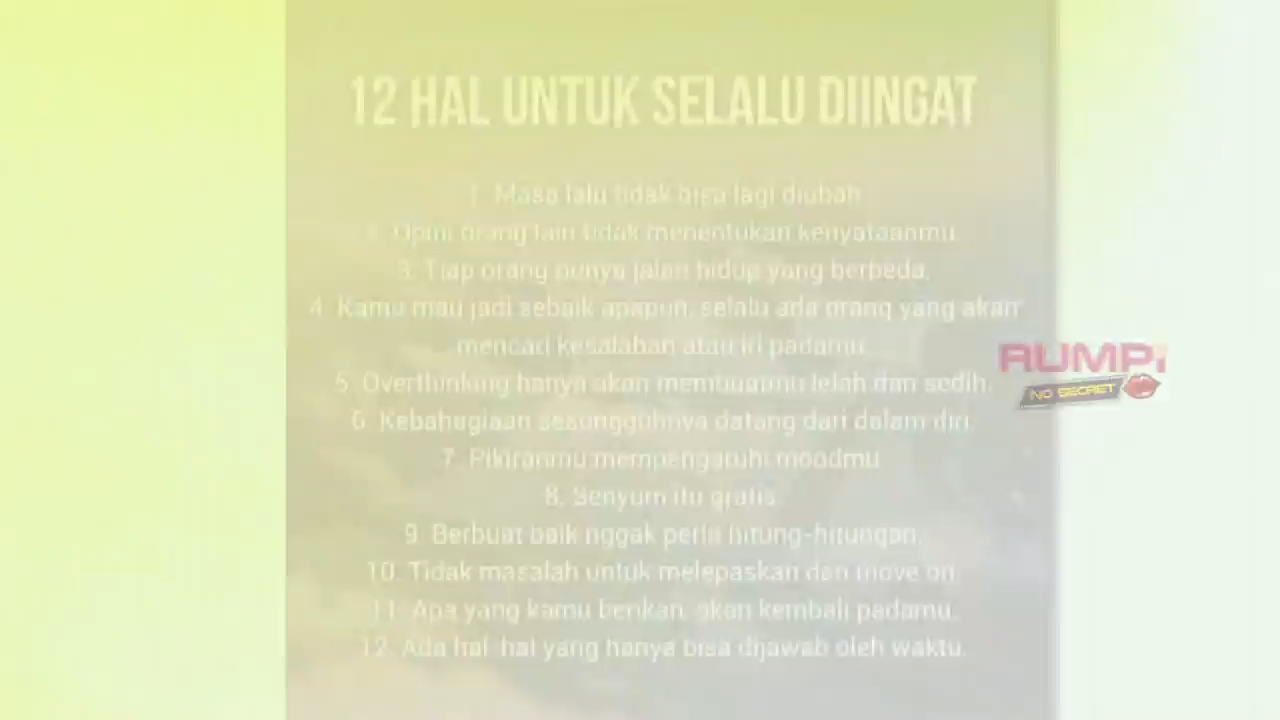 12 HAL UNTUK SELALU DIINGAT
1. Masa lalu tidak bisa lagi diubah.
2. Opini orang lain tidak menentukan kenyataanmu.
3. Tiap orang punya jalan hidup yang berbeda.
4. Kamu mau jadi sebaik apapun, selalu ada orang yang akan
mencari kesalahan atau iri padamu.
5. Overthinking hanya akan membuatmu lelah dan sedih.
6. Kebahagiaan sesungguhnya datang dari dalam diri.
7. Pikiranmu mempengaruhi moodmu.
8. Senyum itu gratis.
9. Berbuat baik nggak perlu hitung-hitungan.
10. Tidak masalah untuk melepaskan dan move on.
11. Apa yang kamu berikan, akan kembali padamu.
12. Ada hal-hal yang hanya bisa dijawab oleh waktu.
RUMPi
NO SECRET